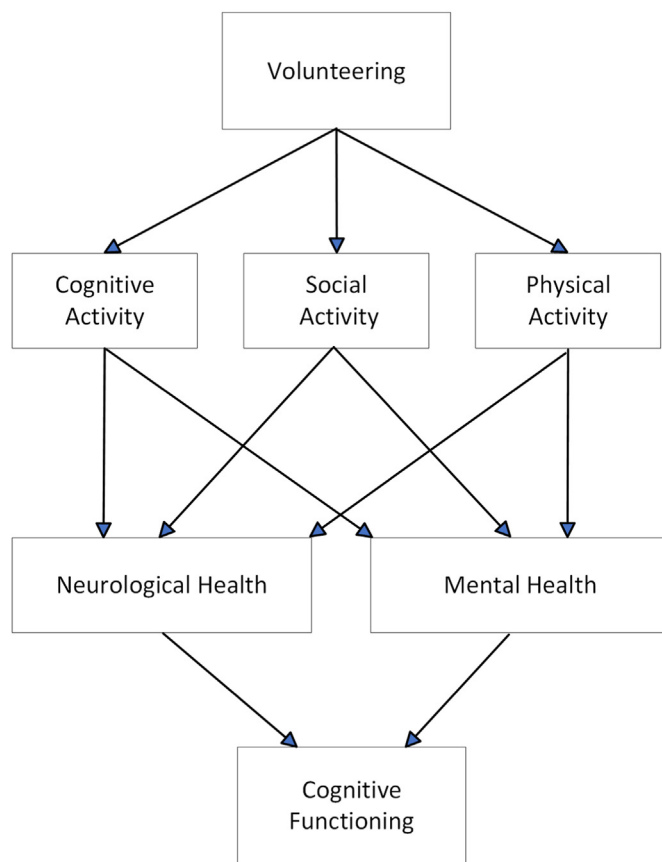 Volunteering
Cognitive
Activity
Social
Activity
Physical
Activity
Neurological Health
Mental Health
Cognitive
Functioning